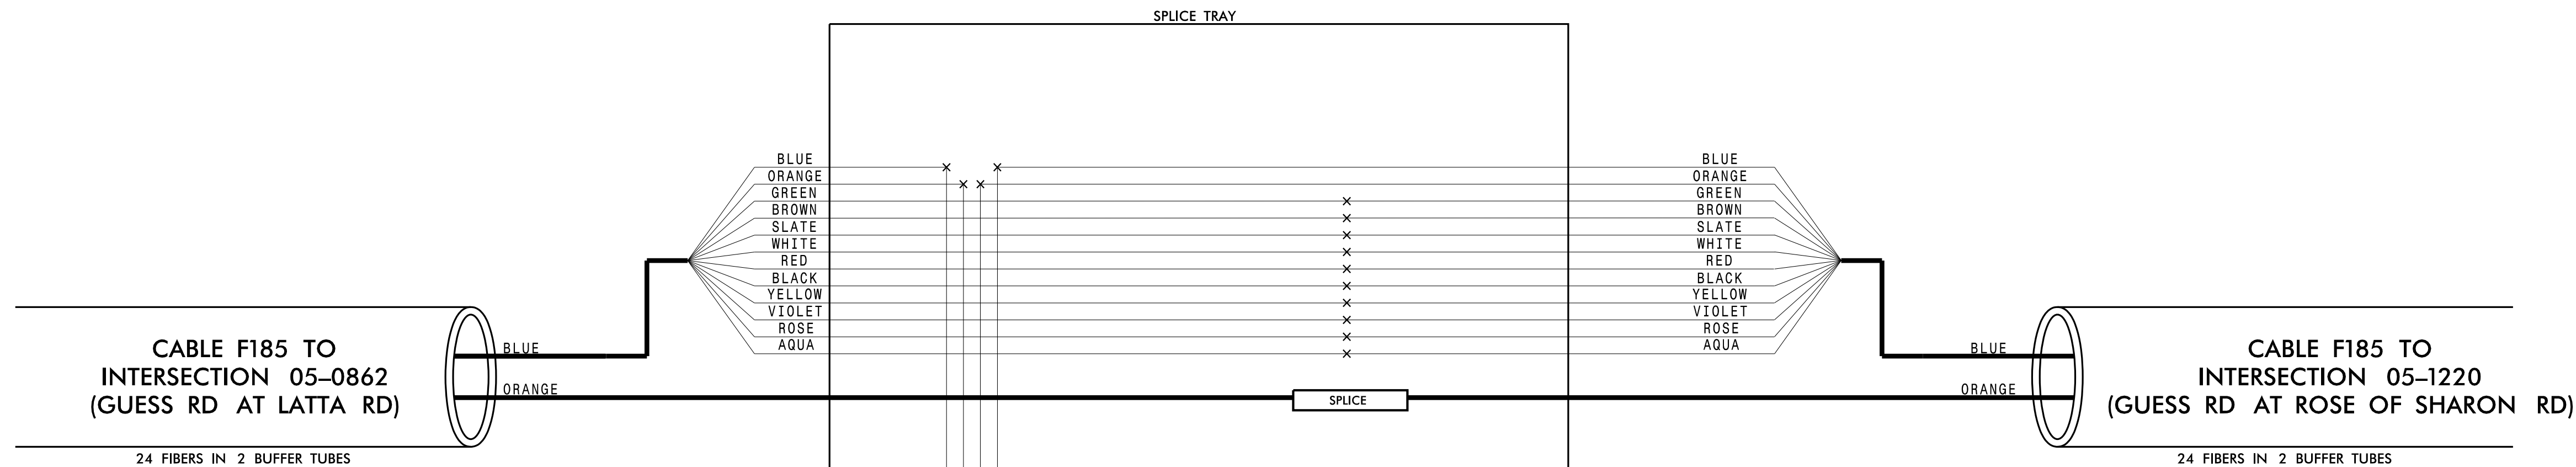 SPLICE TRAY
BLUE
ORANGE
GREEN
BROWN
SLATE
WHITE
RED
BLACK
YELLOW
VIOLET
ROSE
AQUA
BLUE
ORANGE
GREEN
BROWN
SLATE
WHITE
RED
BLACK
YELLOW
VIOLET
ROSE
AQUA
CABLE F185 TO
INTERSECTION 05–0862
(GUESS RD AT LATTA RD)
BLUE
ORANGE
24 FIBERS IN 2 BUFFER TUBES
SPLICE
BLUE
ORANGE
CABLE F185 TO
INTERSECTION 05–1220
(GUESS RD AT ROSE OF SHARON RD)
24 FIBERS IN 2 BUFFER TUBES